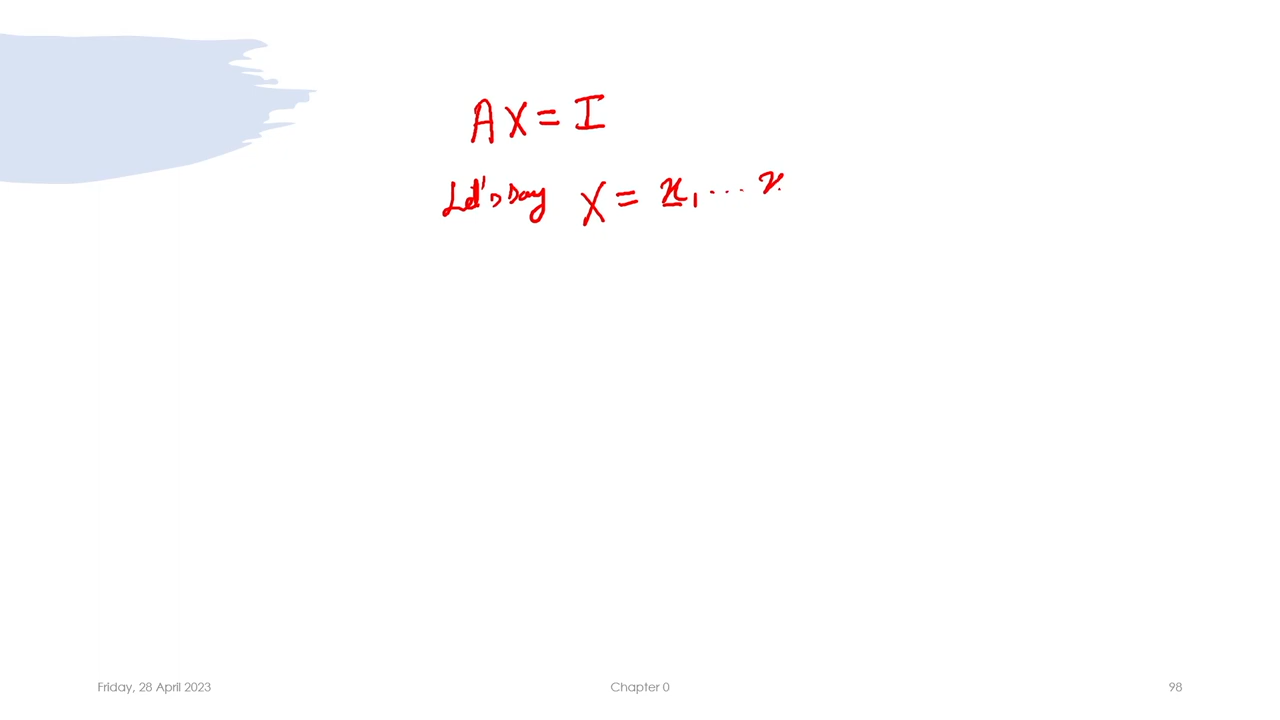 AX = I
Let's say X = x₁, ... x
Friday, 28 April 2023
Chapter 0
98